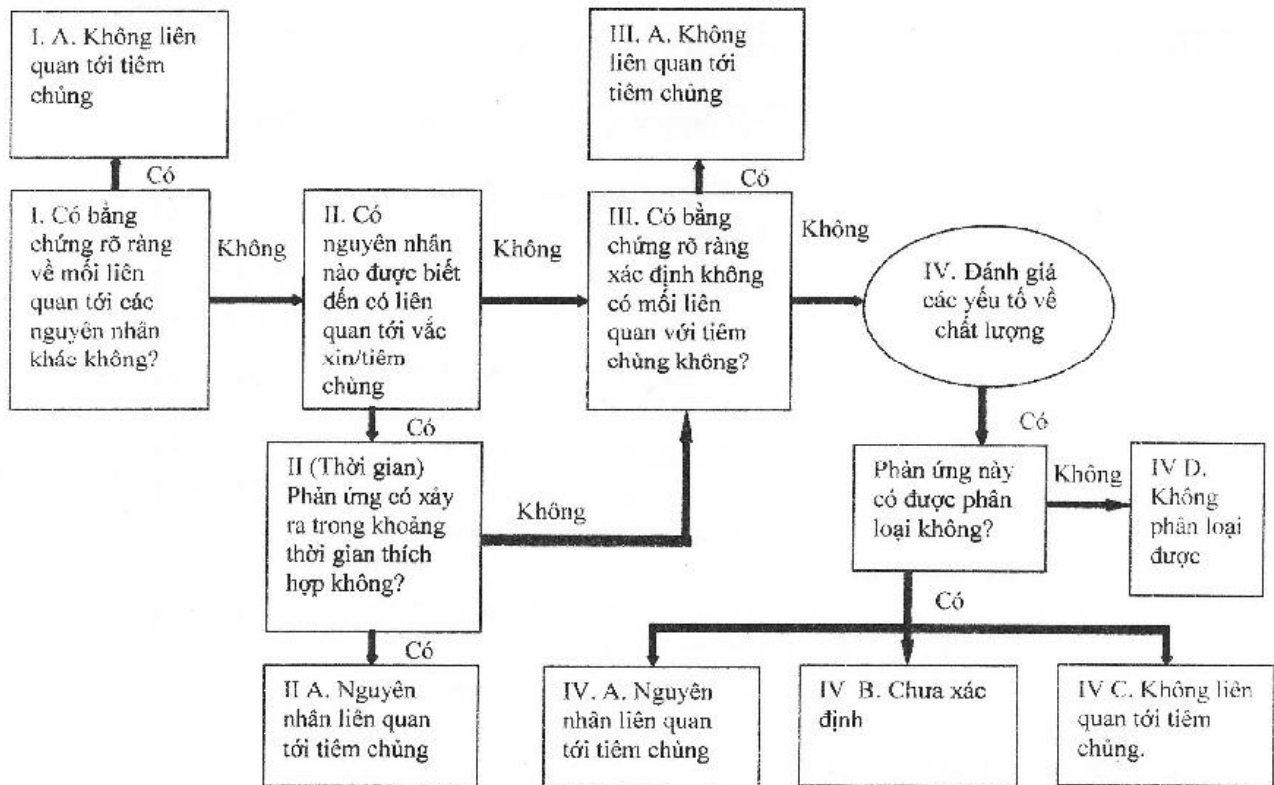 I. A. Không liên
quan tới tiêm
chủng
III. A. Không
liên quan tới
tiêm chủng
Có
Có
I. Có bằng
chứng rõ ràng
về mối liên
quan tới các
nguyên nhân
khác không?
Không
II. Có
nguyên nhân
nào được biết
đến có liên
quan tới vắc
xin/tiêm
chủng
Không
III. Có bằng
chứng rõ ràng
xác định không
có mối liên
quan với tiêm
chủng không?
Không
IV. Đánh giá
các yếu tố về
chất lượng
Có
Có
II (Thời gian)
Phản ứng có xảy
ra trong khoảng
thời gian thích
hợp không?
Không
Phản ứng này
có được phân
loại không?
Không
IV D.
Không
phân loại
được
Có
Có
II A. Nguyên
nhân liên quan
tới tiêm chủng
IV. A. Nguyên
nhân liên quan
tới tiêm chủng
IV B. Chưa xác
định
IV C. Không liên
quan tới tiêm
chủng.